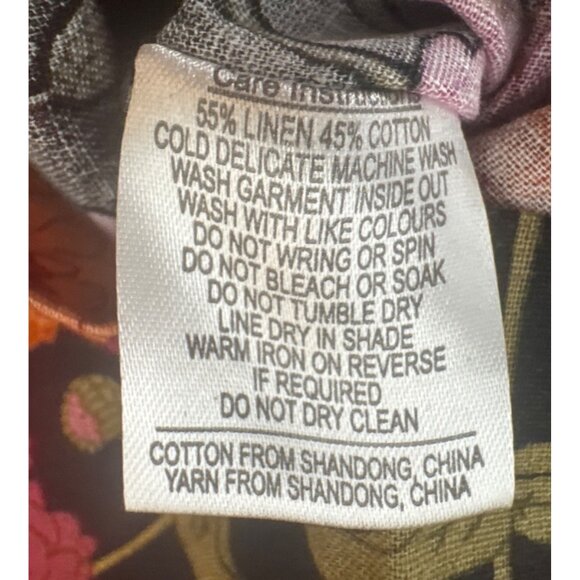 Care Instruction
55% LINEN 45% COTTON
COLD DELICATE MACHINE WASH
WASH GARMENT INSIDE OUT
WASH WITH LIKE COLOURS
DO NOT WRING OR SPIN
DO NOT BLEACH OR SOAK
DO NOT TUMBLE DRY
LINE DRY IN SHADE
WARM IRON ON REVERSE
IF REQUIRED
DO NOT DRY CLEAN
COTTON FROM SHANDONG, CHINA
YARN FROM SHANDONG, CHINA